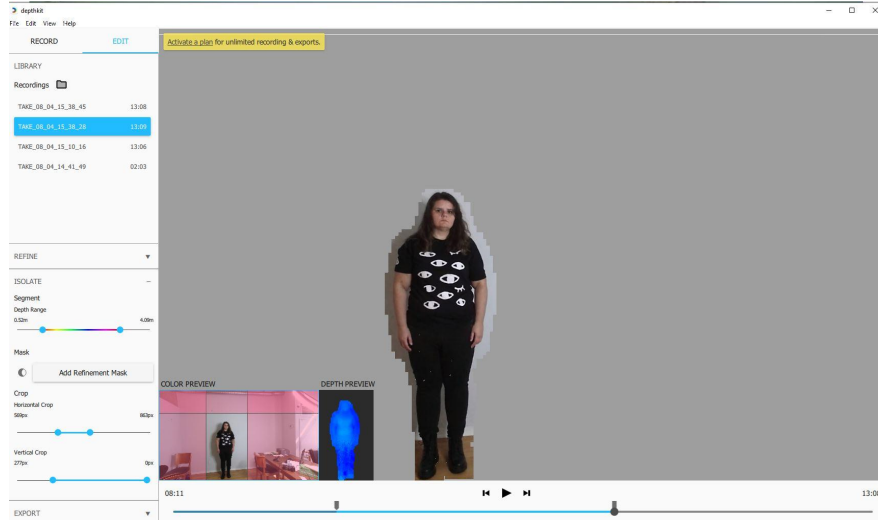 depthkit
File Edit View Help
RECORD EDIT
Activate a plan for unlimited recording & exports.
LIBRARY
Recordings
TAKE_08_04_15_38_45 13:08
TAKE_08_04_15_38_28 13:09
TAKE_08_04_15_10_16 13:06
TAKE_08_04_14_41_49 02:03
REFINE
ISOLATE
Segment
Depth Range
0.52m 4.09m
Mask
Add Refinement Mask
Crop
Horizontal Crop
569px 863px
Vertical Crop
277px 0px
EXPORT
COLOR PREVIEW DEPTH PREVIEW
08:11 13:08